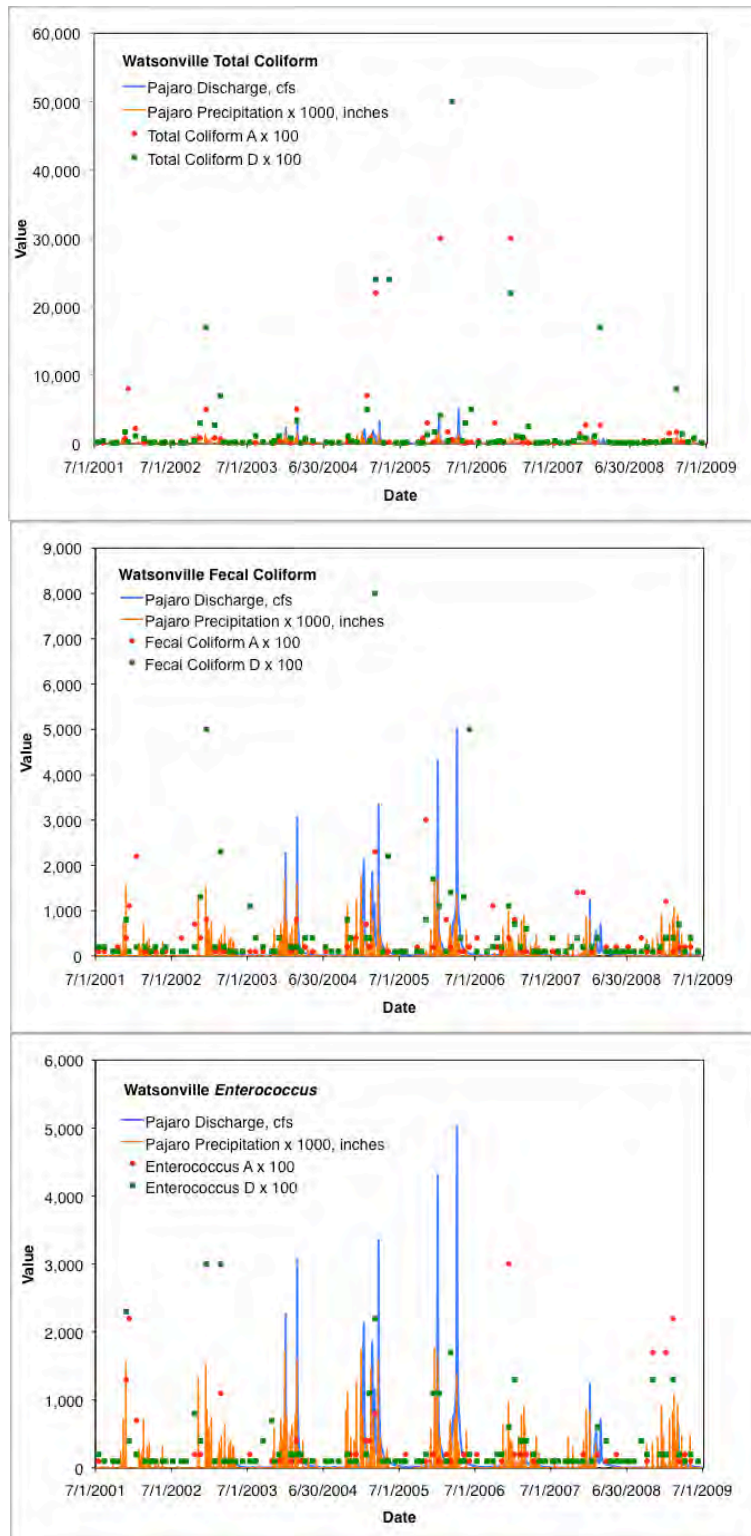 60,000
50,000
40,000
30,000
20,000
10,000
0
Value
Watsonville Total Coliform
Pajaro Discharge, cfs
Pajaro Precipitation x 1000, inches
Total Coliform A x 100
Total Coliform D x 100
7/1/2001 7/1/2002 7/1/2003 6/30/2004 7/1/2005 7/1/2006 7/1/2007 6/30/2008 7/1/2009
Date
9,000
8,000
7,000
6,000
5,000
4,000
3,000
2,000
1,000
0
Value
Watsonville Fecal Coliform
Pajaro Discharge, cfs
Pajaro Precipitation x 1000, inches
Fecal Coliform A x 100
Fecal Coliform D x 100
7/1/2001 7/1/2002 7/1/2003 6/30/2004 7/1/2005 7/1/2006 7/1/2007 6/30/2008 7/1/2009
Date
6,000
5,000
4,000
3,000
2,000
1,000
0
Value
Watsonville Enterococcus
Pajaro Discharge, cfs
Pajaro Precipitation x 1000, inches
Enterococcus A x 100
Enterococcus D x 100
7/1/2001 7/1/2002 7/1/2003 6/30/2004 7/1/2005 7/1/2006 7/1/2007 6/30/2008 7/1/2009
Date